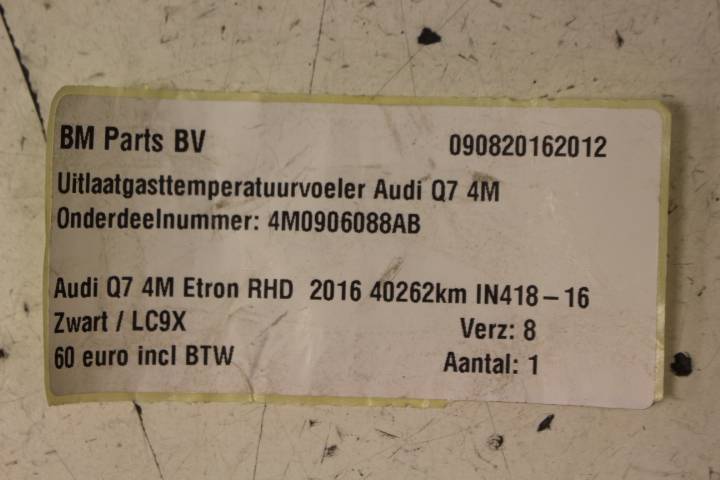 BM Parts BV 090820162012
Uitlaatgasttemperatuurvoeler Audi Q7 4M
Onderdeelnummer: 4M0906088AB
Audi Q7 4M Etron RHD 2016 40262km IN418-16
Zwart / LC9X Verz: 8
60 euro incl BTW Aantal: 1